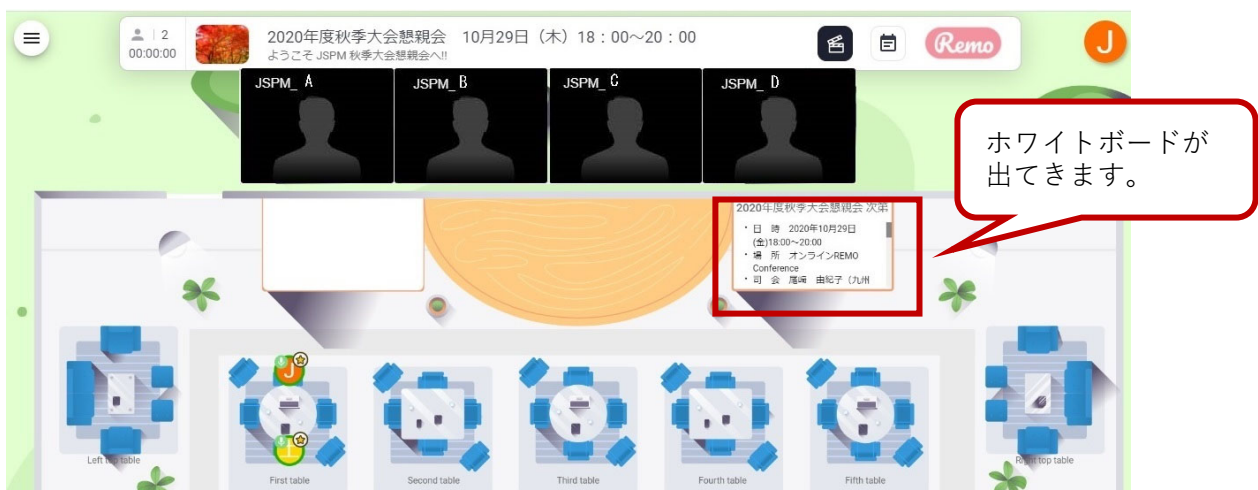 2
00:00:00
2020年度秋季大会懇親会 10月29日（木）18：00～20：00
ようこそ JSPM 秋季大会懇親会へ!!
Remo
J
JSPM_ A
JSPM_ B
JSPM_ C
JSPM_ D
ホワイトボードが
出てきます。
2020年度秋季大会懇親会 次第
・日 時 2020年10月29日
(金)18:00～20:00
・場 所 オンラインREMO
Conference
・司 会 尾崎 由紀子（九州
J
Left top table
First table
Second table
Third table
Fourth table
Fifth table
Right top table